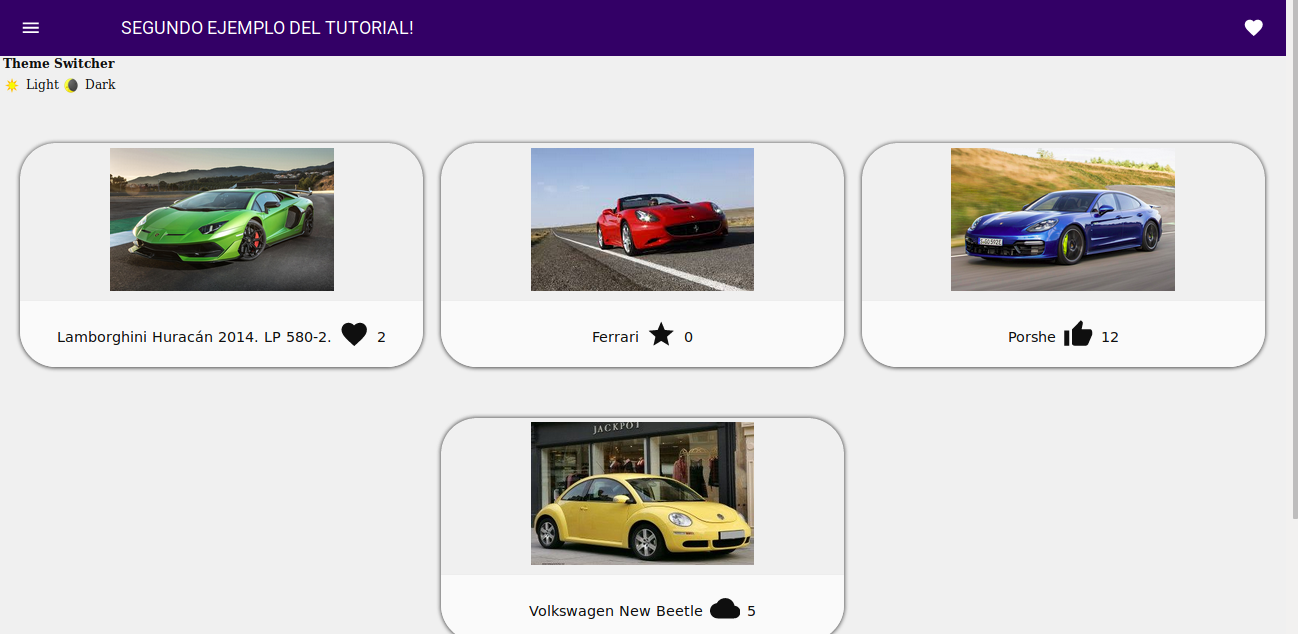 SEGUNDO EJEMPLO DEL TUTORIAL!
Theme Switcher
Light Dark
Lamborghini Huracán 2014. LP 580-2. 2
Ferrari 0
Porshe 12
JACKPOT
Volkswagen New Beetle 5